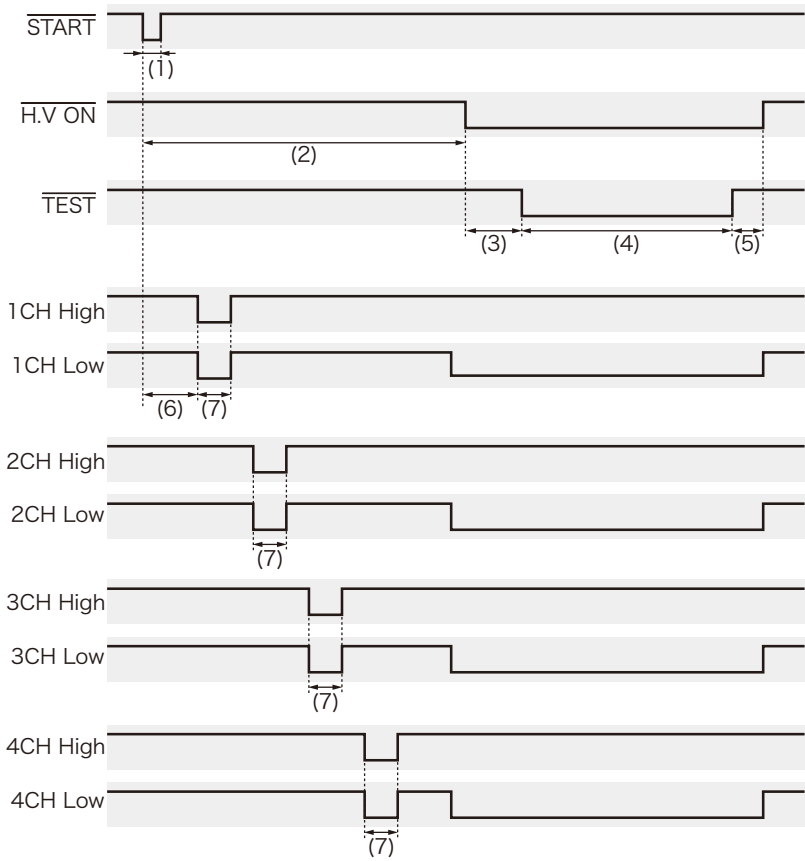 START
(1)
H.V ON
(2)
TEST
(3) (4) (5)
1CH High
1CH Low
(6) (7)
2CH High
2CH Low
(7)
3CH High
3CH Low
(7)
4CH High
4CH Low
(7)